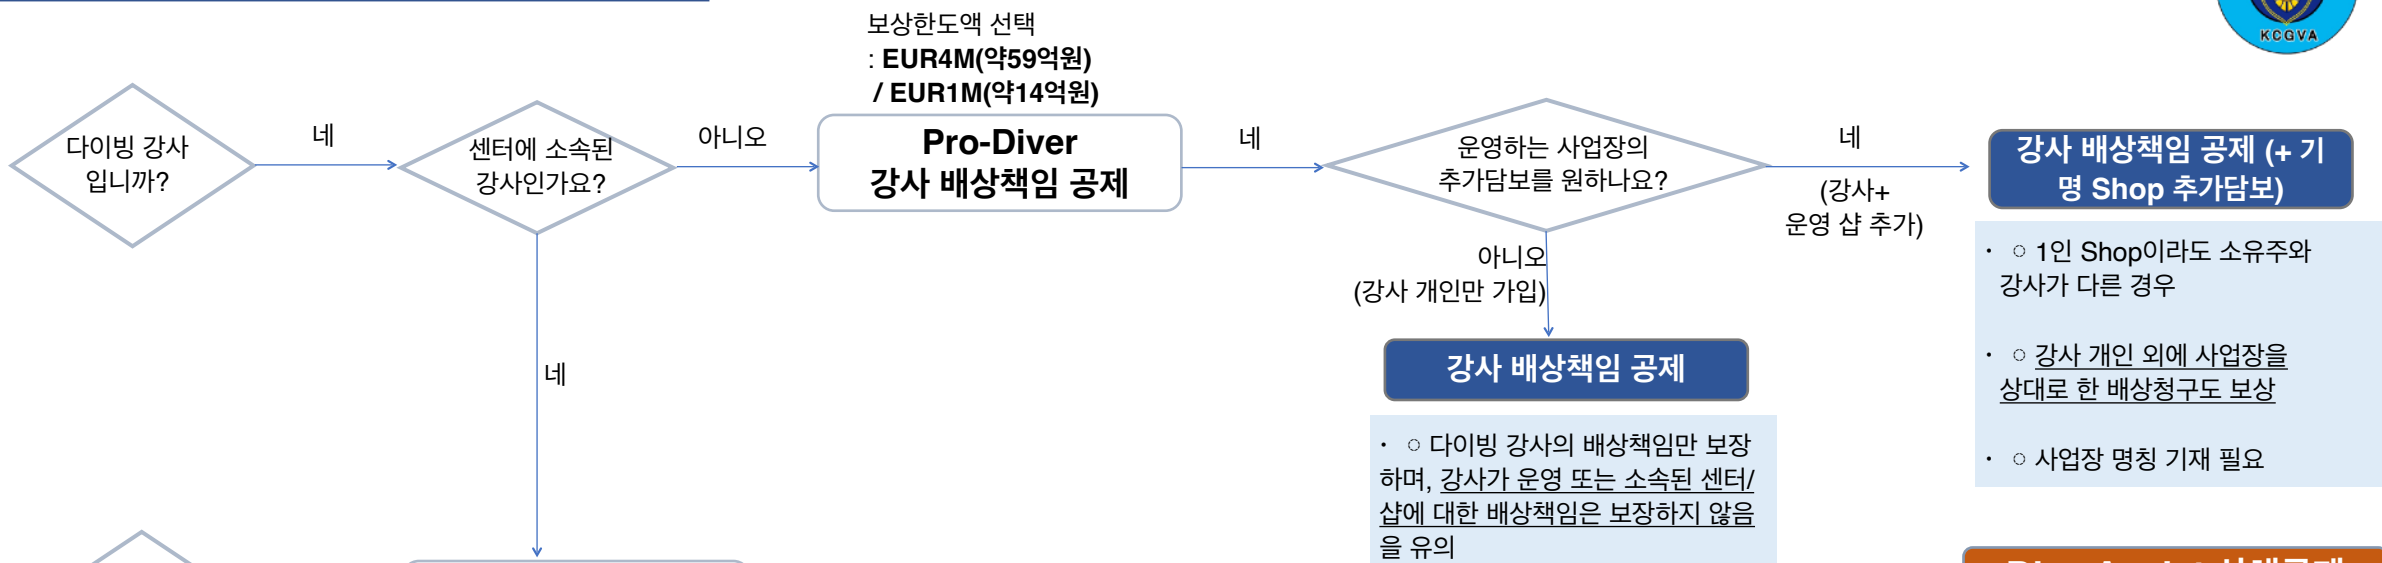 보상한도액 선택
: EUR4M(약59억원)
/ EUR1M(약14억원)
KCGVA
다이빙 강사
입니까?
네
센터에 소속된
강사인가요?
아니오
Pro-Diver
강사 배상책임 공제
네
운영하는 사업장의
추가담보를 원하나요?
네
(강사+
운영 샵 추가)
강사 배상책임 공제 (+ 기
명 Shop 추가담보)
· ○ 1인 Shop이라도 소유주와
강사가 다른 경우
· ○ 강사 개인 외에 사업장을
상대로 한 배상청구도 보상
· ○ 사업장 명칭 기재 필요
아니오
(강사 개인만 가입)
네
강사 배상책임 공제
· ○ 다이빙 강사의 배상책임만 보장
하며, 강사가 운영 또는 소속된 센터/
샵에 대한 배상책임은 보장하지 않음
을 유의